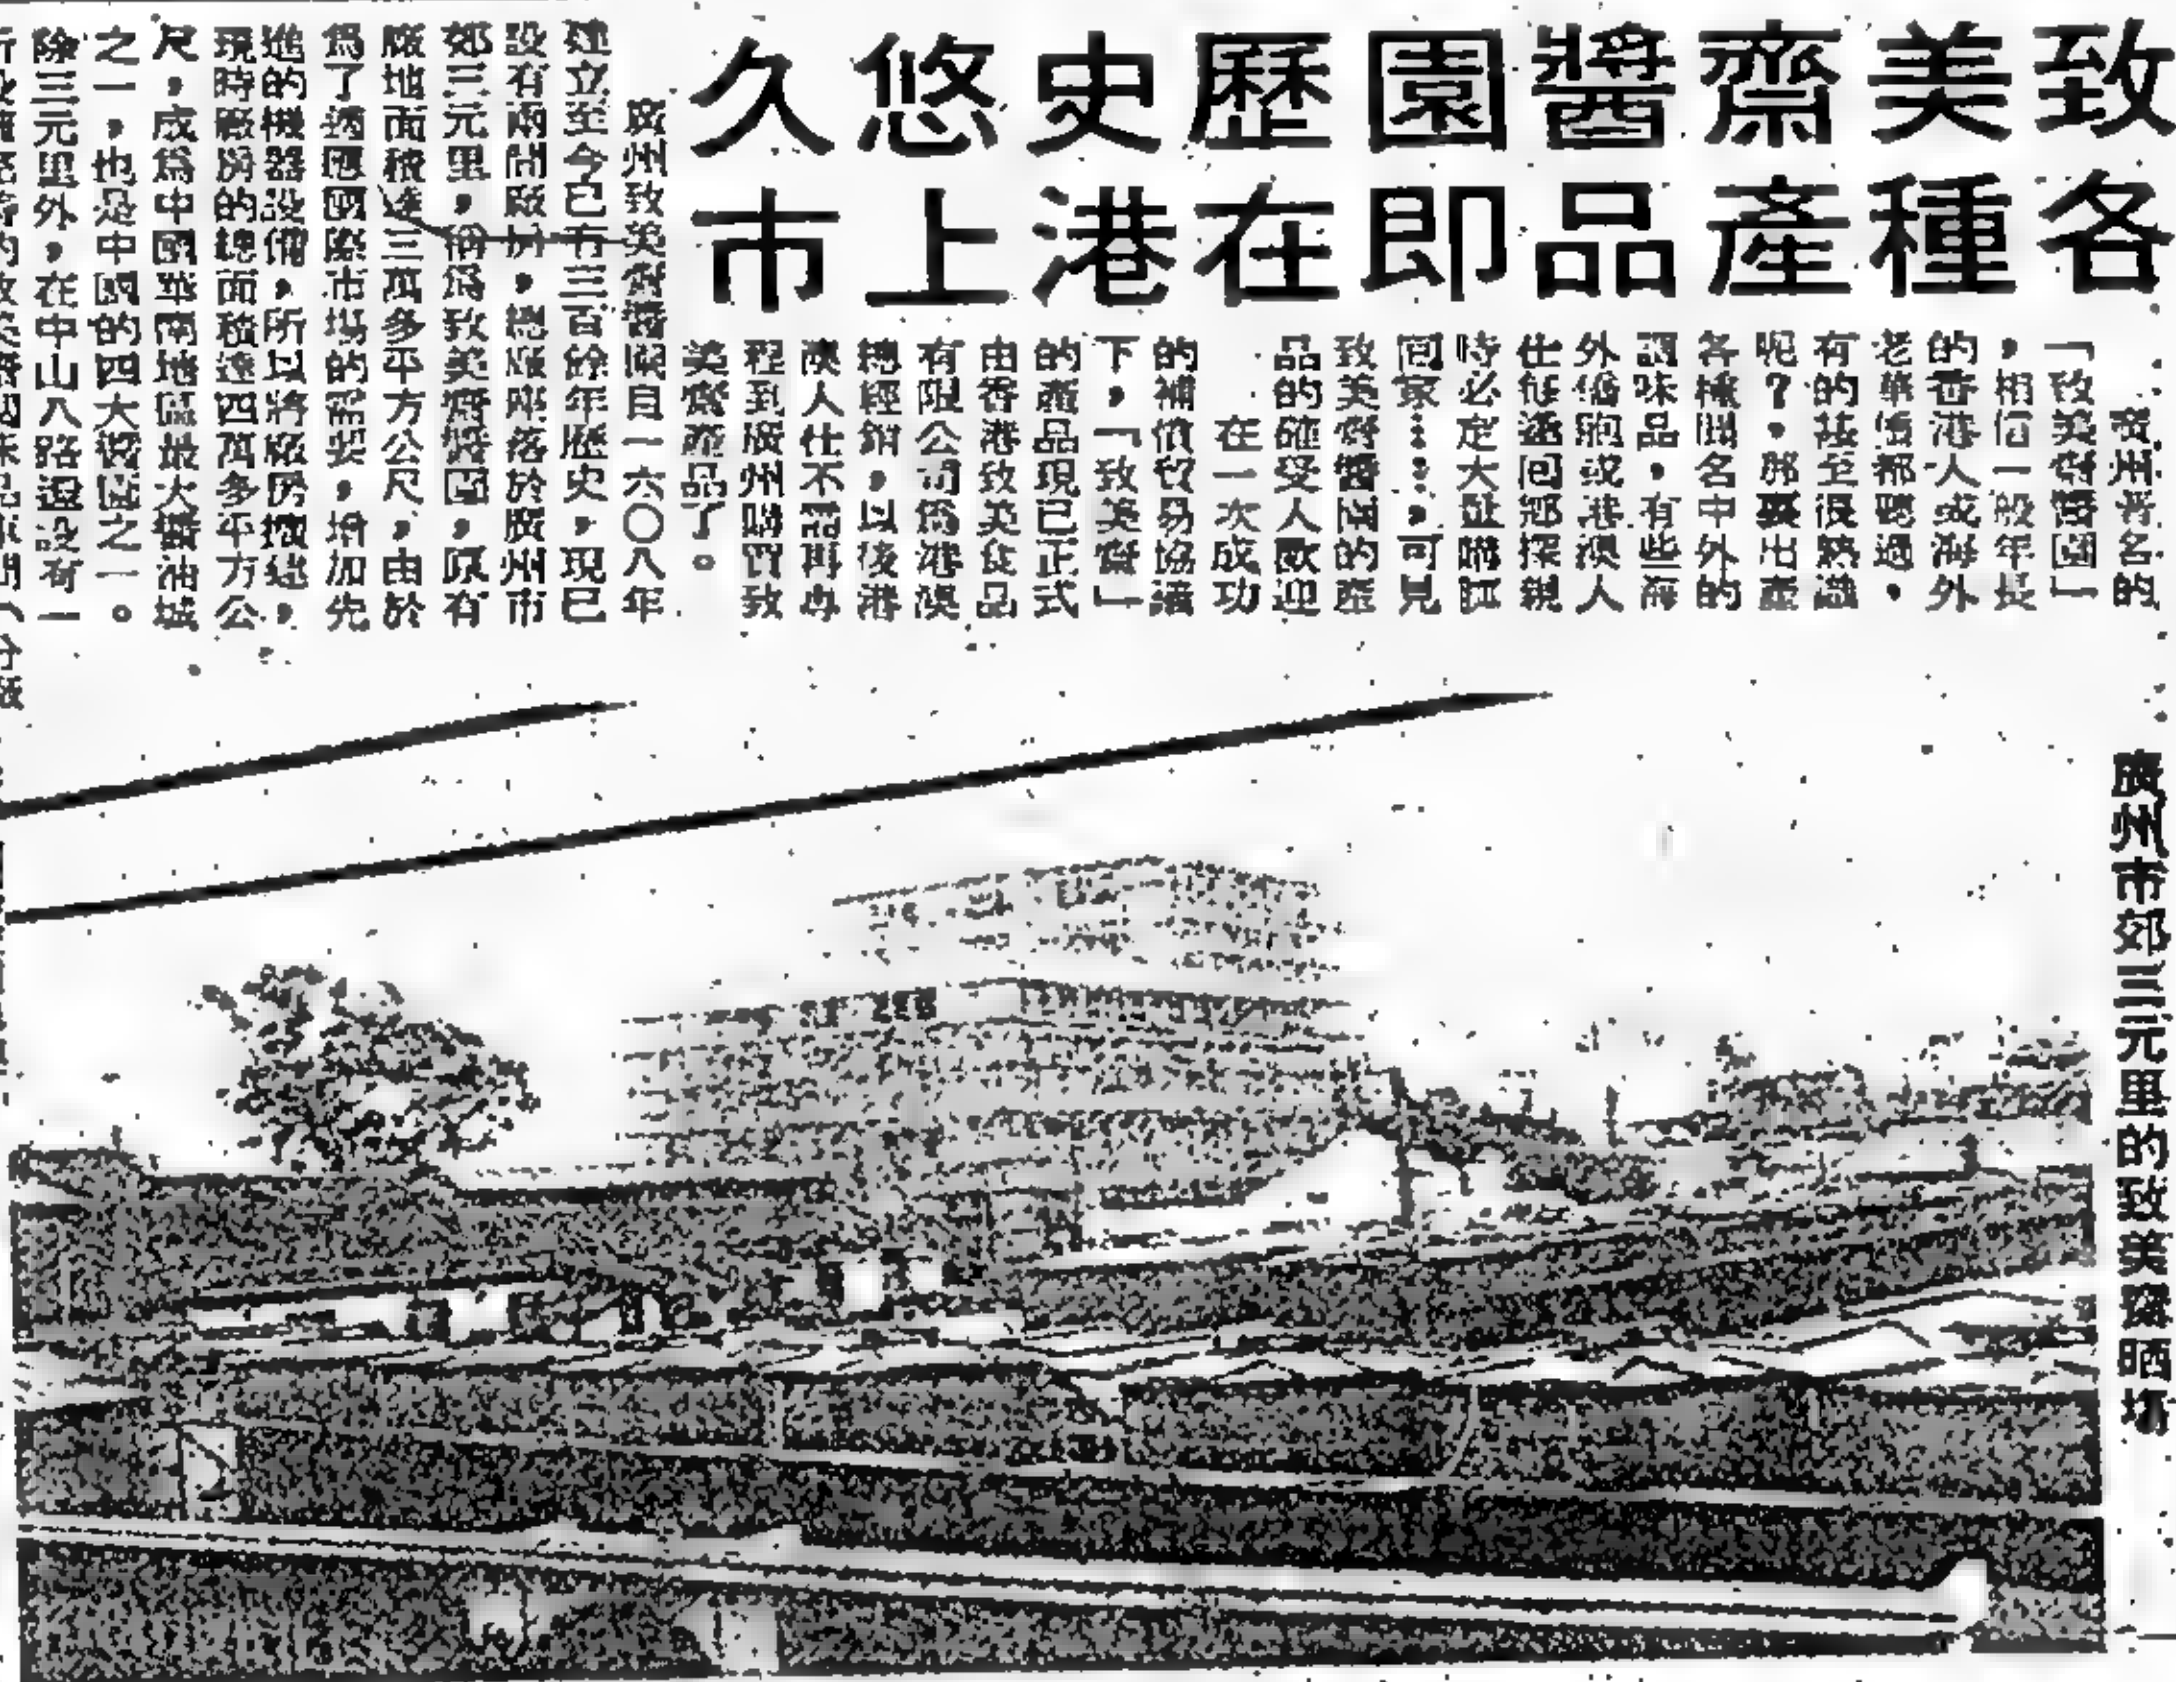 致美齋醬園歷史悠久
各種產品即在港上市
廣州著名的
「致美齋醬園」
，相信一般年長
的香港人或海外
老華僑都聽過，
有的甚至很熟識
呢？，那裏出產
各種聞名中外的
調味品，有些海
外僑胞或港澳人
仕每逢回鄉探親
時必定大量購買
回家……，可見
致美齋醬園的產
品的確受人歡迎
在一次成功
的補償貿易協議
下，「致美齋」
的產品現已正式
由香港致美食品
有限公司為港澳
總經銷，以後港
澳人仕不需再專
程到廣州購買致
美齋產品了。
廣州致美齋醬園自一六〇八年
建立至今已有三百餘年歷史，現已
設有兩間廠坊，總廠座落於廣州市
郊三元里，稱為致美齋醬園，原有
廠地面積達三萬多平方公尺，由於
為了適應國際市場的需要，增加先
進的機器設備，所以將廠房擴建，
現時廠房的總面積達四萬多平方公
尺，成為中國華南地區最大醬油城
之一，也是中國的四大醬園之一。
除三元里外，在中山八路還設有一
廣州市郊三元里的致美齋晒場